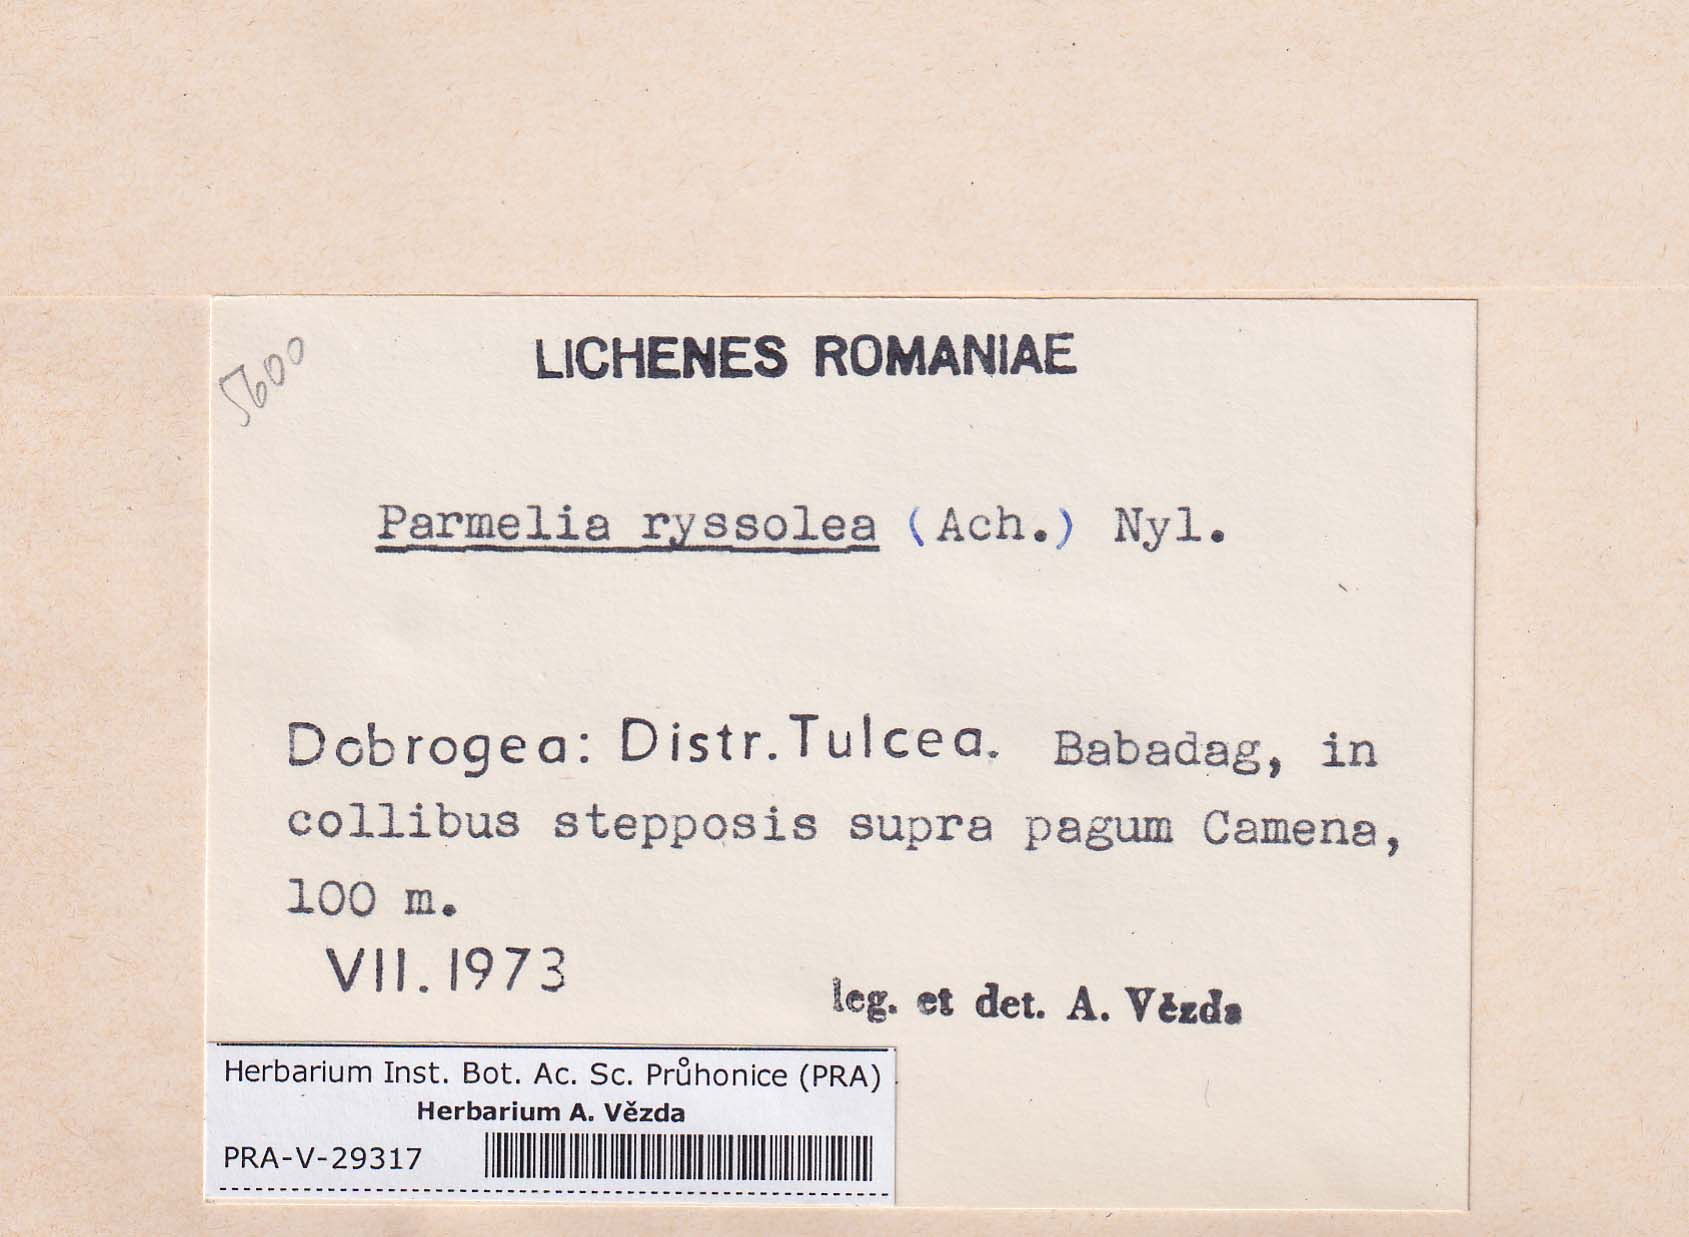 5600
LICHENES ROMANIAE
Parmelia ryssolea (Ach.) Nyl.
Dobrogea: Distr. Tulcea. Babadag, in
collibus stepposis supra pagum Camena,
100 m.
VII. 1973
leg. et det. A. Vězda
Herbarium Inst. Bot. Ac. Sc. Průhonice (PRA)
Herbarium A. Vězda
PRA-V-29317